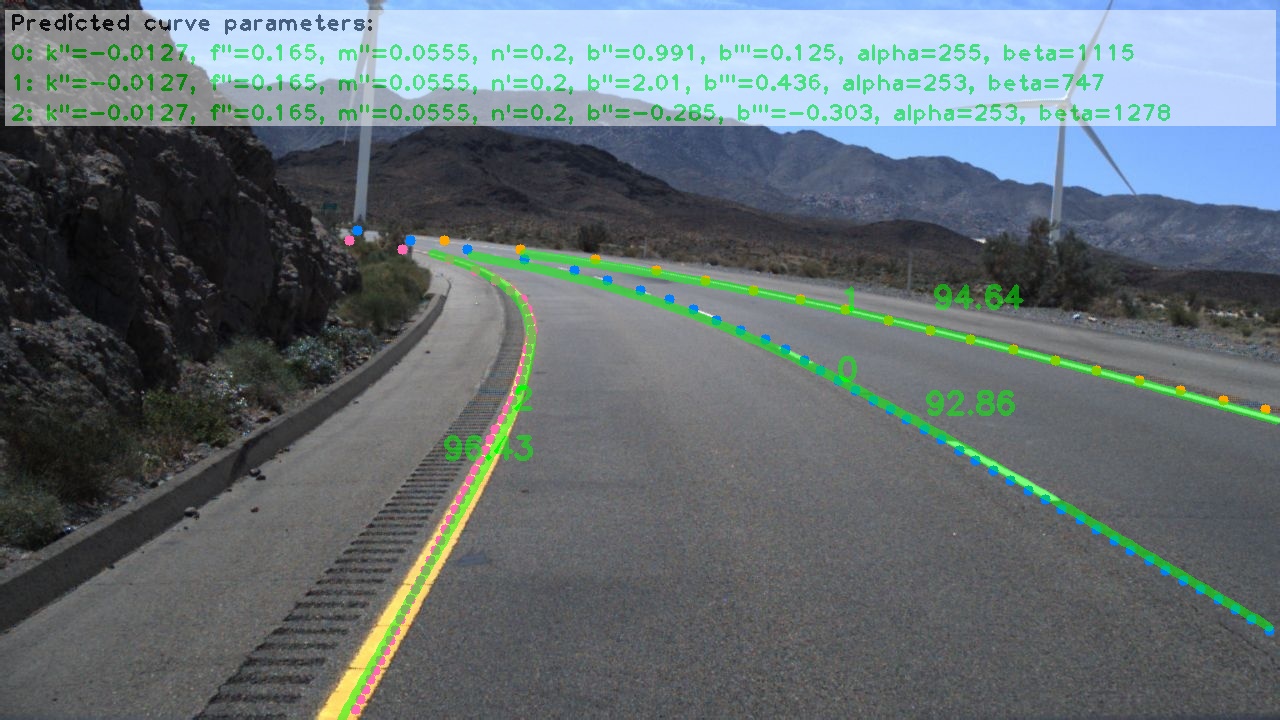 Predicted curve parameters:
0: k''=-0.0127, f''=0.165, m''=0.0555, n'=0.2, b''=0.991, b'''=0.125, alpha=255, beta=1115
1: k''=-0.0127, f''=0.165, m''=0.0555, n'=0.2, b''=2.01, b'''=0.436, alpha=253, beta=747
2: k''=-0.0127, f''=0.165, m''=0.0555, n'=0.2, b''=-0.285, b'''=-0.303, alpha=253, beta=1278
1
94.64
0
92.86
2
96.43